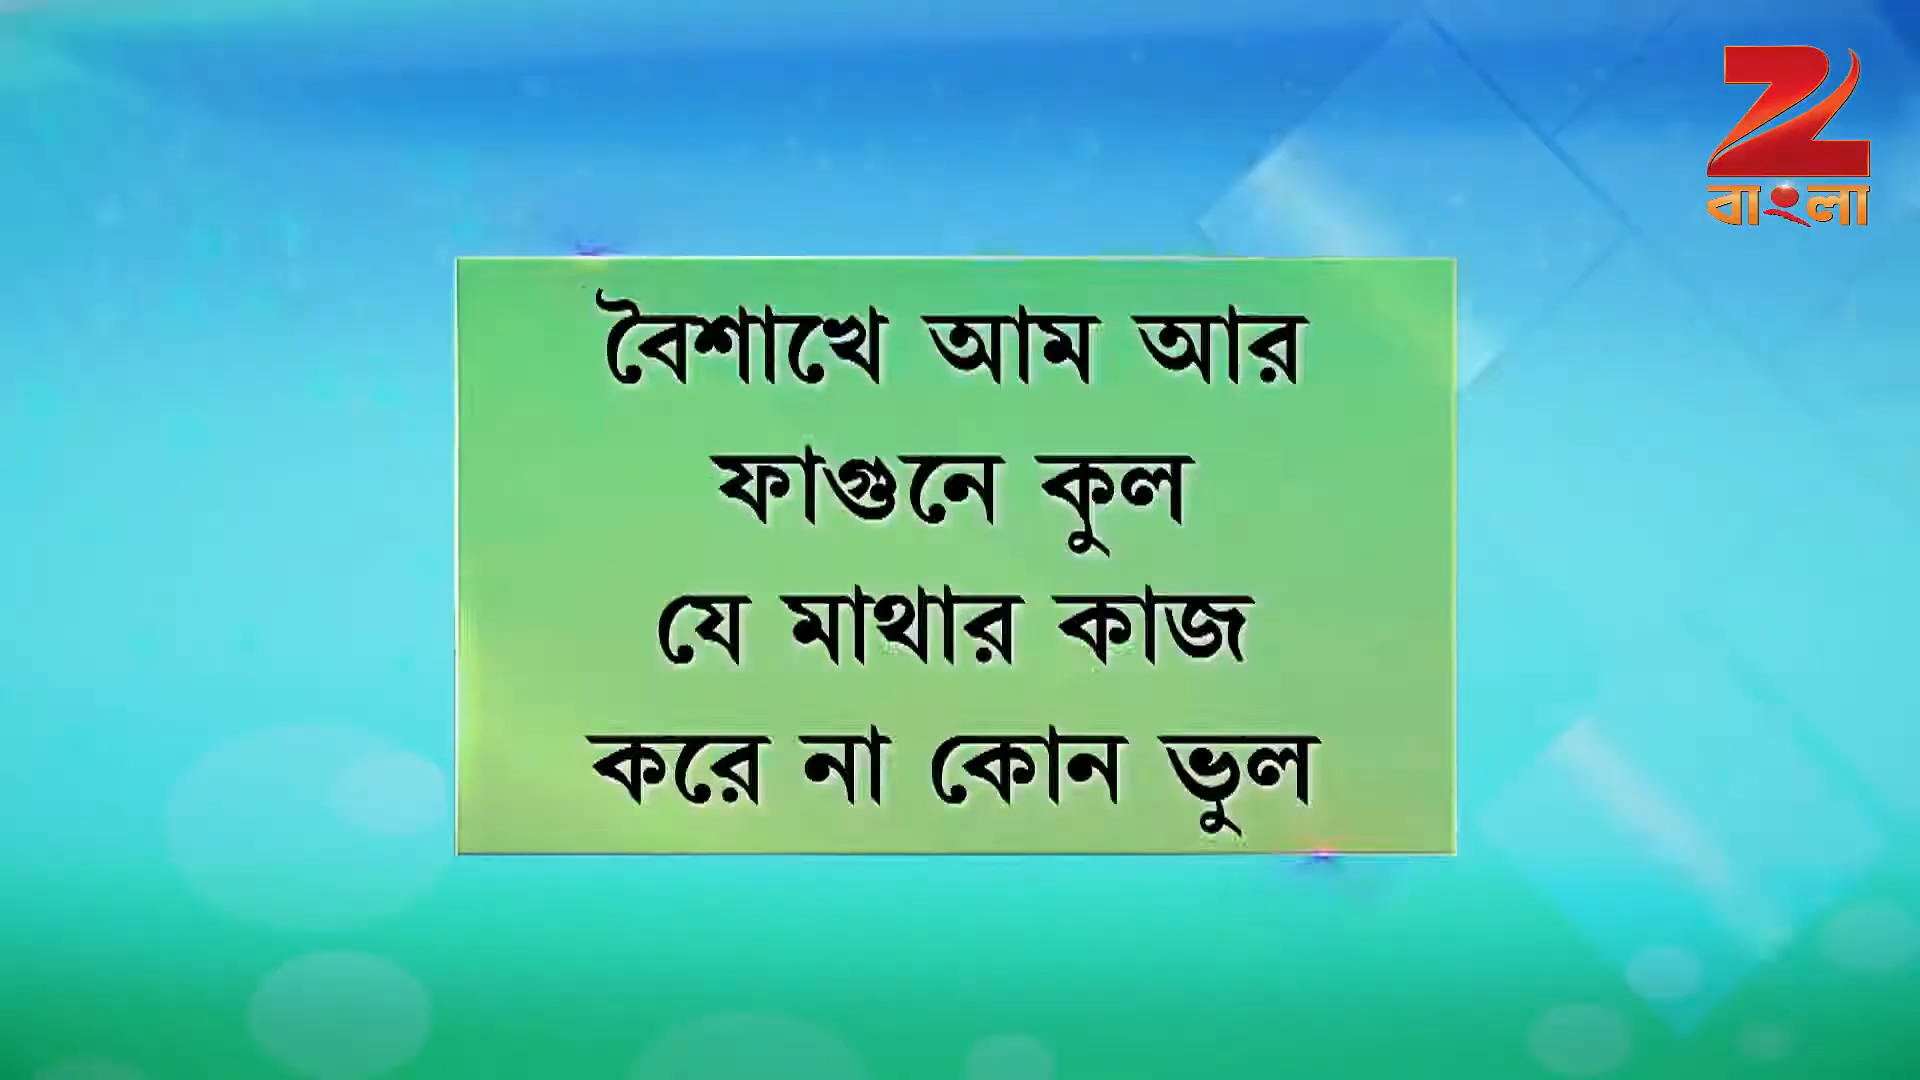 বাংলা
বৈশাখে আম আর
ফাগুনে কুল
যে মাথার কাজ
করে না কোন ভুল